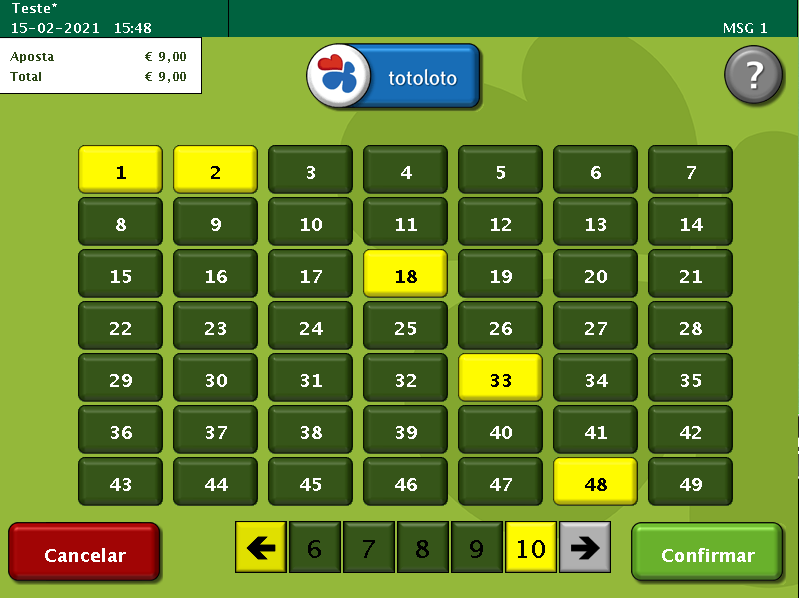 Teste*
15-02-2021 15:48
MSG 1
Aposta € 9,00
Total € 9,00
totoloto
?
1 2 3 4 5 6 7
8 9 10 11 12 13 14
15 16 17 18 19 20 21
22 23 24 25 26 27 28
29 30 31 32 33 34 35
36 37 38 39 40 41 42
43 44 45 46 47 48 49
Cancelar
6 7 8 9 10
Confirmar